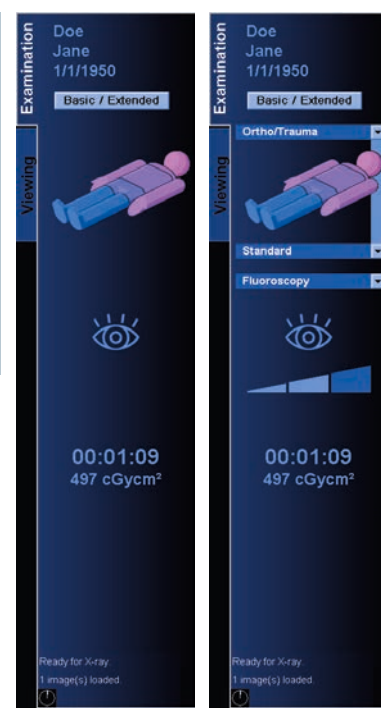 Examination
Viewing
Doe
Jane
1/1/1950
Basic / Extended
00:01:09
497 cGycm²
Ready for X-ray.
1 image(s) loaded.
Examination
Viewing
Doe
Jane
1/1/1950
Basic / Extended
Ortho/Trauma
Standard
Fluoroscopy
00:01:09
497 cGycm²
Ready for X-ray.
1 image(s) loaded.